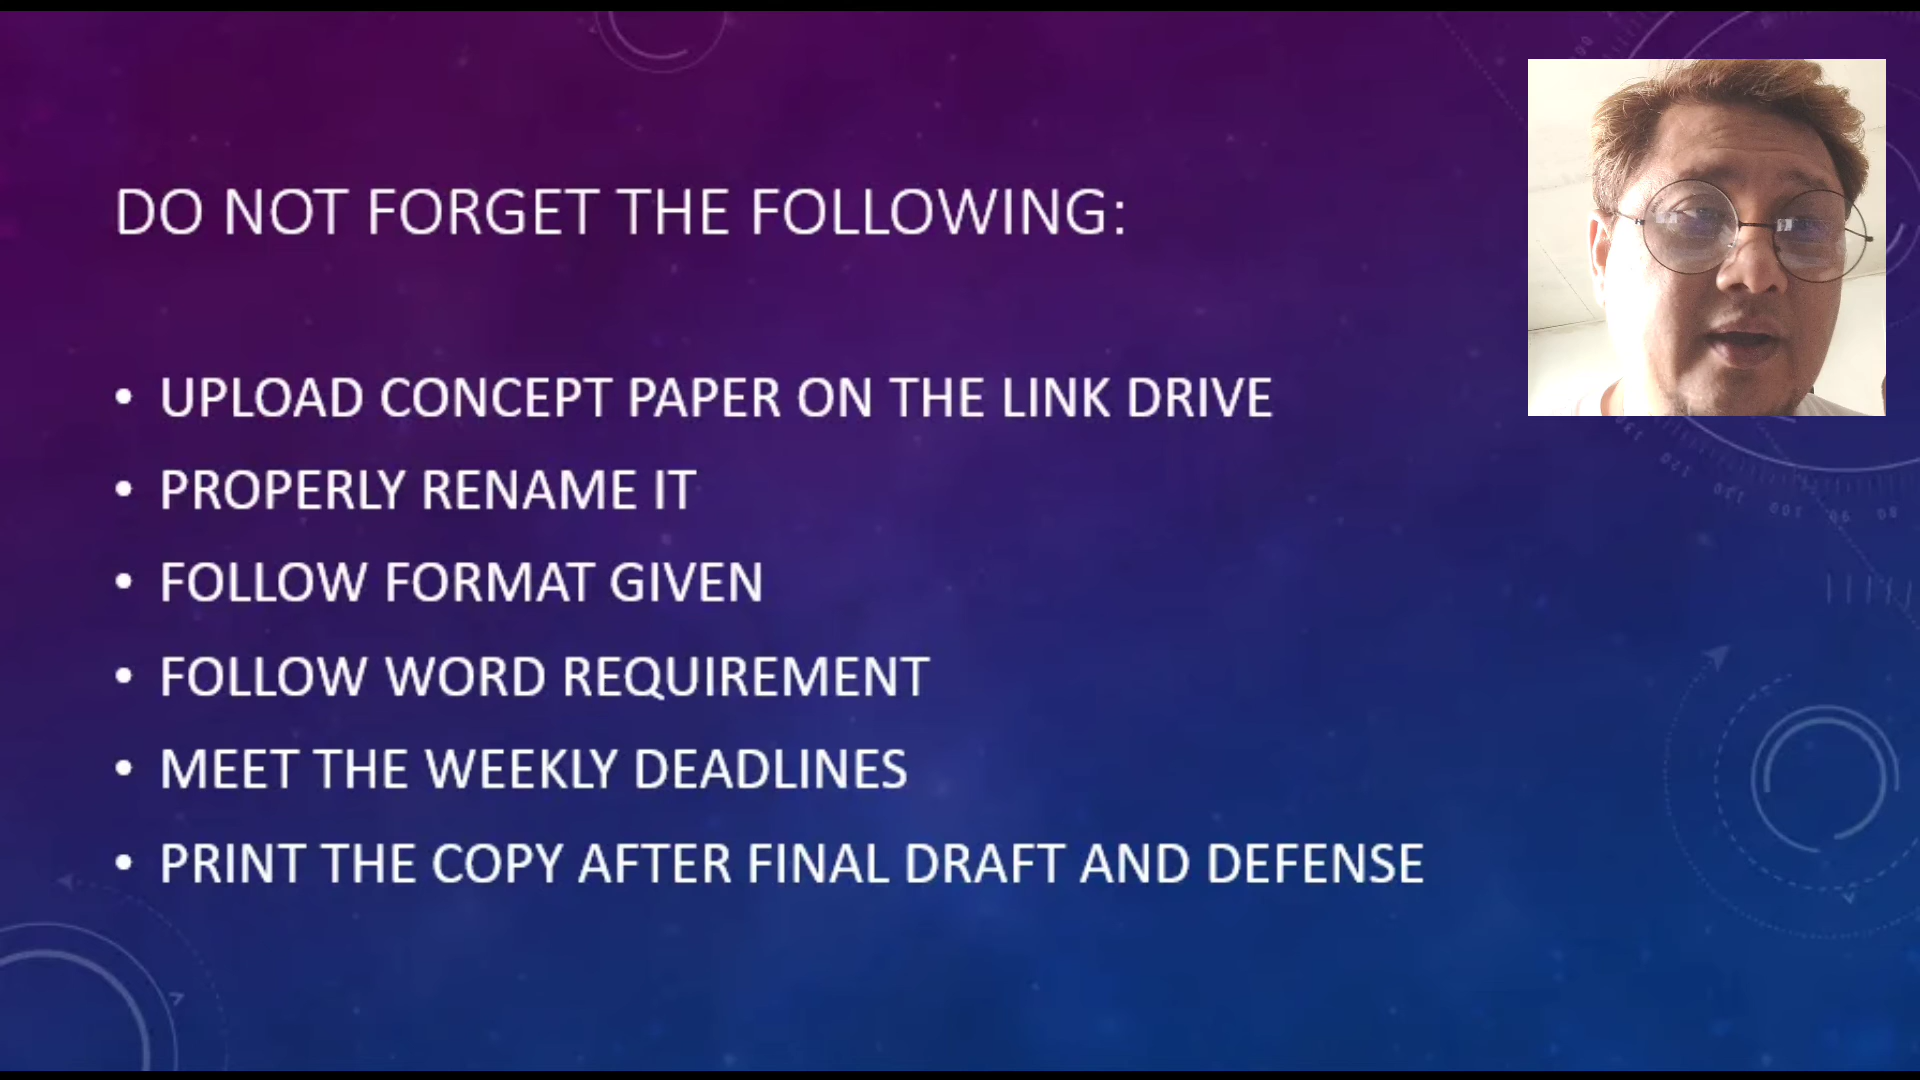 DO NOT FORGET THE FOLLOWING:
• UPLOAD CONCEPT PAPER ON THE LINK DRIVE
• PROPERLY RENAME IT
• FOLLOW FORMAT GIVEN
• FOLLOW WORD REQUIREMENT
• MEET THE WEEKLY DEADLINES
• PRINT THE COPY AFTER FINAL DRAFT AND DEFENSE